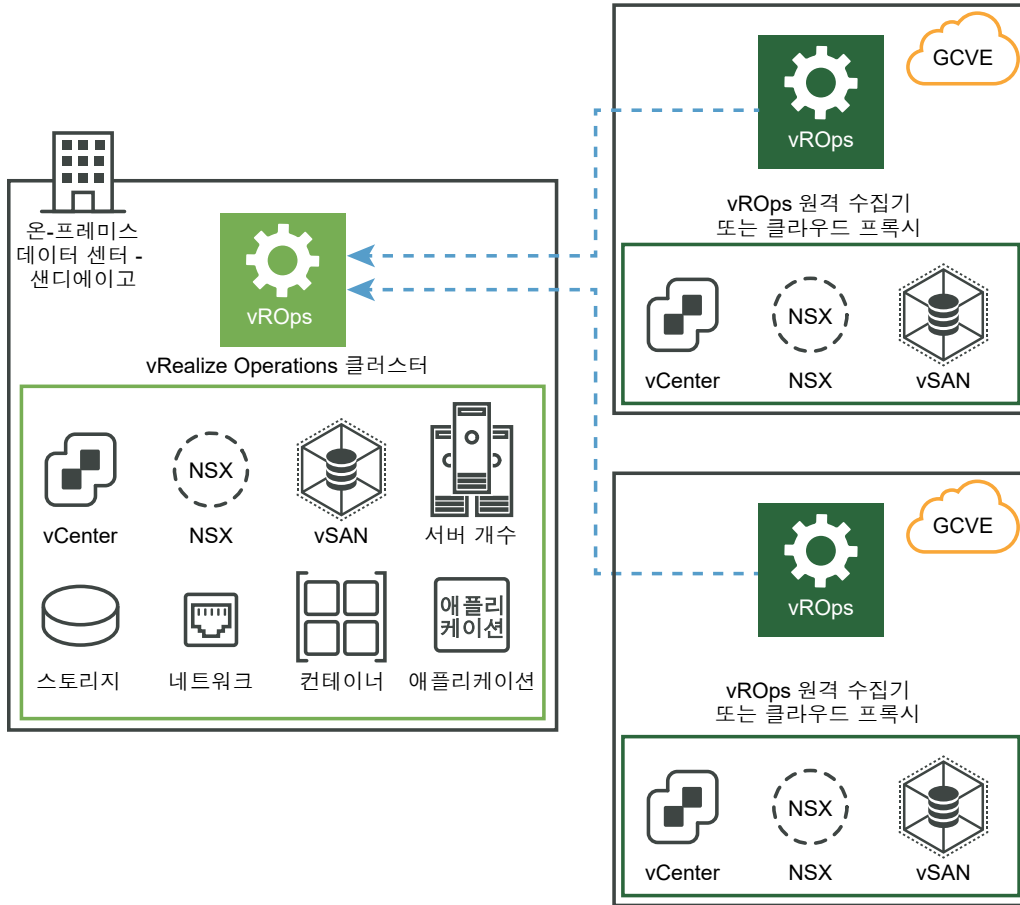 온-프레미스
데이터 센터 -
샌디에이고
vROps
vRealize Operations 클러스터
NSX
vCenter
NSX
vSAN
서버 개수
애플리
케이션
스토리지
네트워크
컨테이너
애플리케이션
GCVE
vROps
vROps 원격 수집기
또는 클라우드 프록시
NSX
vCenter
NSX
vSAN
GCVE
vROps
vROps 원격 수집기
또는 클라우드 프록시
NSX
vCenter
NSX
vSAN